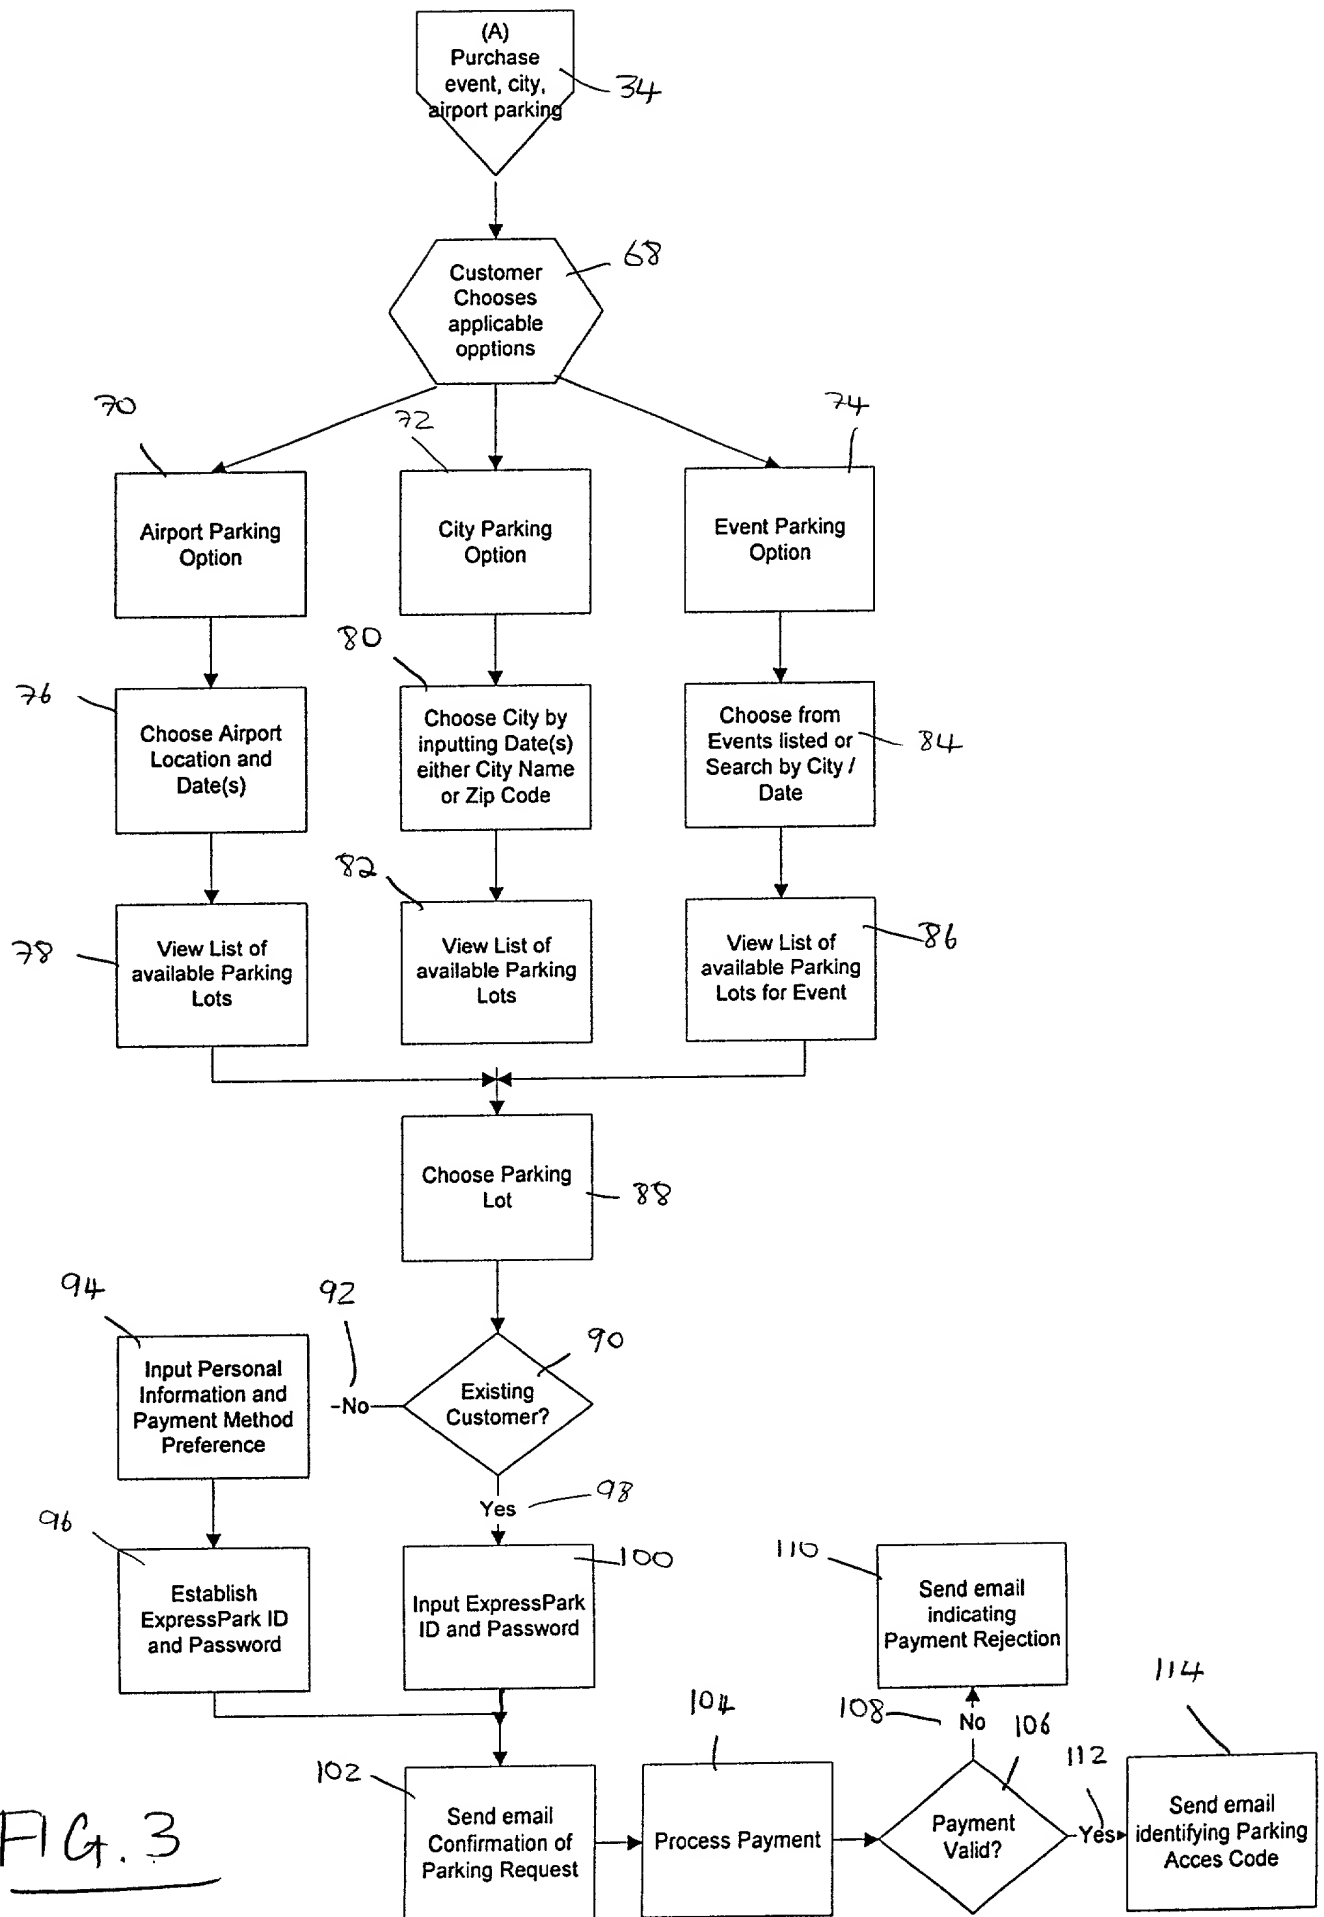 (A)
Purchase
event, city,
airport parking
34
Customer
Chooses
applicable
opptions
68
70
72
74
Airport Parking
Option
City Parking
Option
Event Parking
Option
76
80
Choose Airport
Location and
Date(s)
Choose City by
inputting Date(s)
either City Name
or Zip Code
Choose from
Events listed or
Search by City /
Date
84
78
82
View List of
available Parking
Lots
View List of
available Parking
Lots
View List of
available Parking
Lots for Event
86
Choose Parking
Lot
88
94
92
90
Input Personal
Information and
Payment Method
Preference
-No
Existing
Customer?
Yes
98
96
Establish
ExpressPark ID
and Password
100
Input ExpressPark
ID and Password
110
Send email
indicating
Payment Rejection
102
Send email
Confirmation of
Parking Request
104
Process Payment
108
No
106
Payment
Valid?
112
Yes
114
Send email
identifying Parking
Acces Code
FIG. 3